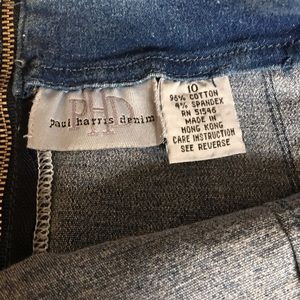 PHD
paul harris denim
10
96% COTTON
4% SPANDEX
RN 51546
MADE IN
HONG KONG
CARE INSTRUCTION
SEE REVERSE